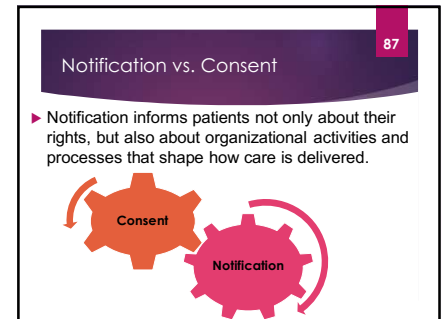 87
Notification vs. Consent
Notification informs patients not only about their
rights, but also about organizational activities and
processes that shape how care is delivered.
Consent
Notification